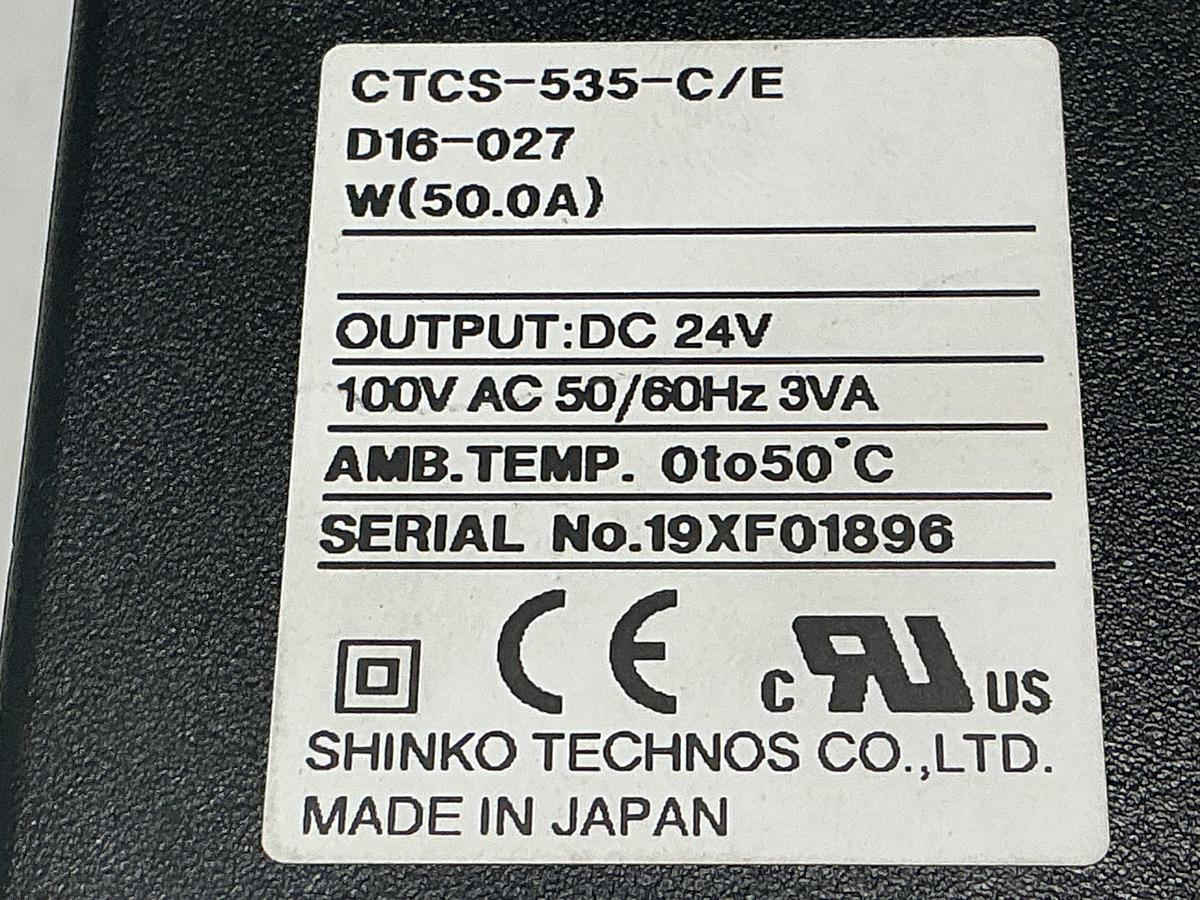 CTCS-535-C/E
D16-027
W(50.0A)
OUTPUT:DC 24V
100V AC 50/60Hz 3VA
AMB.TEMP. 0to50°C
SERIAL No.19XF01896
CE c RU US
SHINKO TECHNOS CO.,LTD.
MADE IN JAPAN